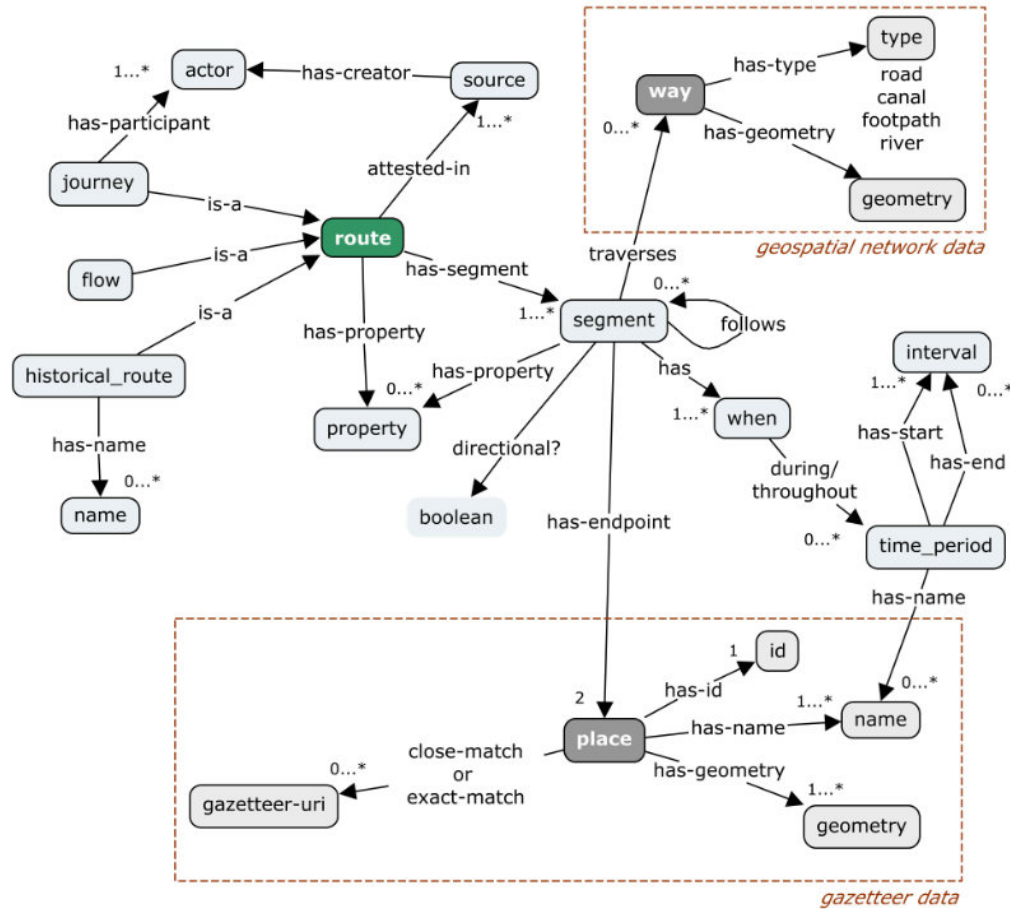 type
actor
1...*
has-creator
source
has-type
way
road
canal
footpath
river
1...*
0...*
has-participant
has-geometry
attested-in
journey
geometry
is-a
route
geospatial network data
is-a
flow
has-segment
traverses
0...*
is-a
1...*
segment
follows
has-property
interval
historical_route
has-property
has
1...*
0...*
0...*
1...*
when
property
has-start
has-name
directional?
has-end
during/
throughout
0...*
name
boolean
has-endpoint
0...*
time_period
has-name
id
1
has-id
0...*
2
1...*
name
place
has-name
close-match
or
exact-match
0...*
has-geometry
1...*
gazetteer-uri
geometry
gazetteer data